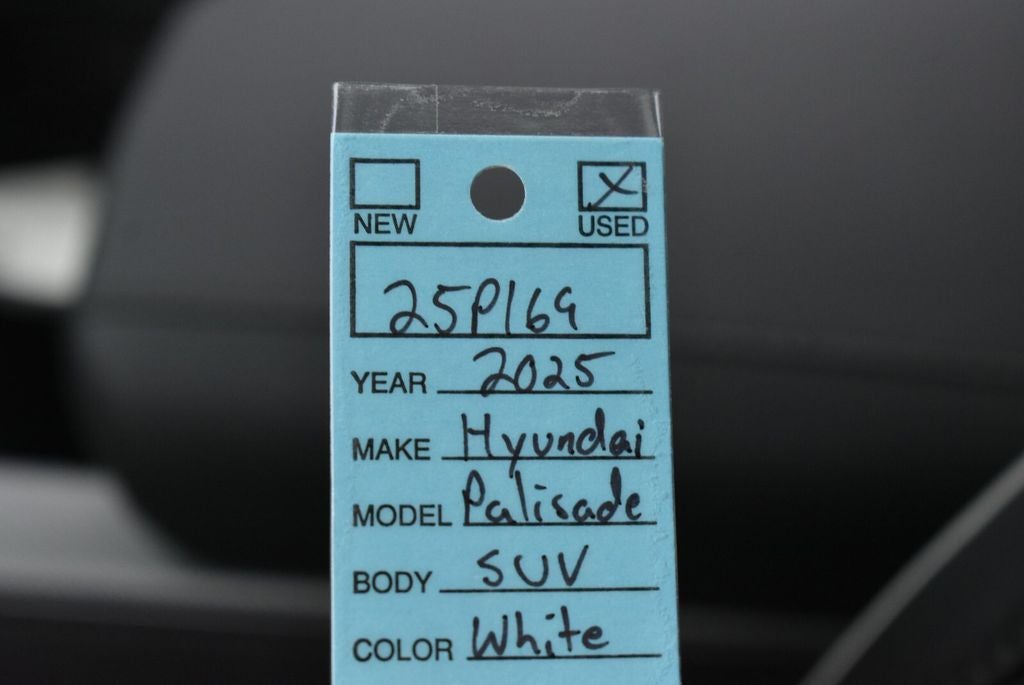 NEW X USED
25P169
YEAR 2025
MAKE Hyundai
MODEL Palisade
BODY SUV
COLOR White